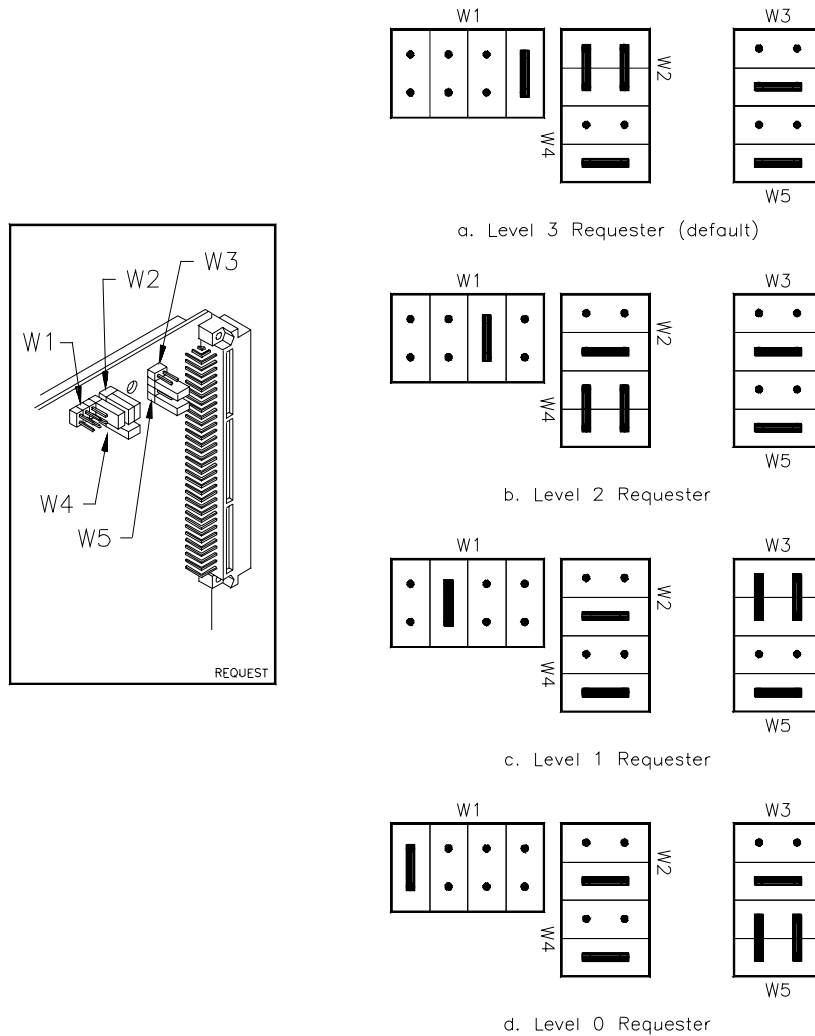 W1
W3
W2
W4
W5
a. Level 3 Requester (default)
W3
W2
W1
W4
W5
REQUEST
W1
W3
W2
W4
W5
b. Level 2 Requester
W1
W3
W2
W4
W5
c. Level 1 Requester
W1
W3
W2
W4
W5
d. Level 0 Requester